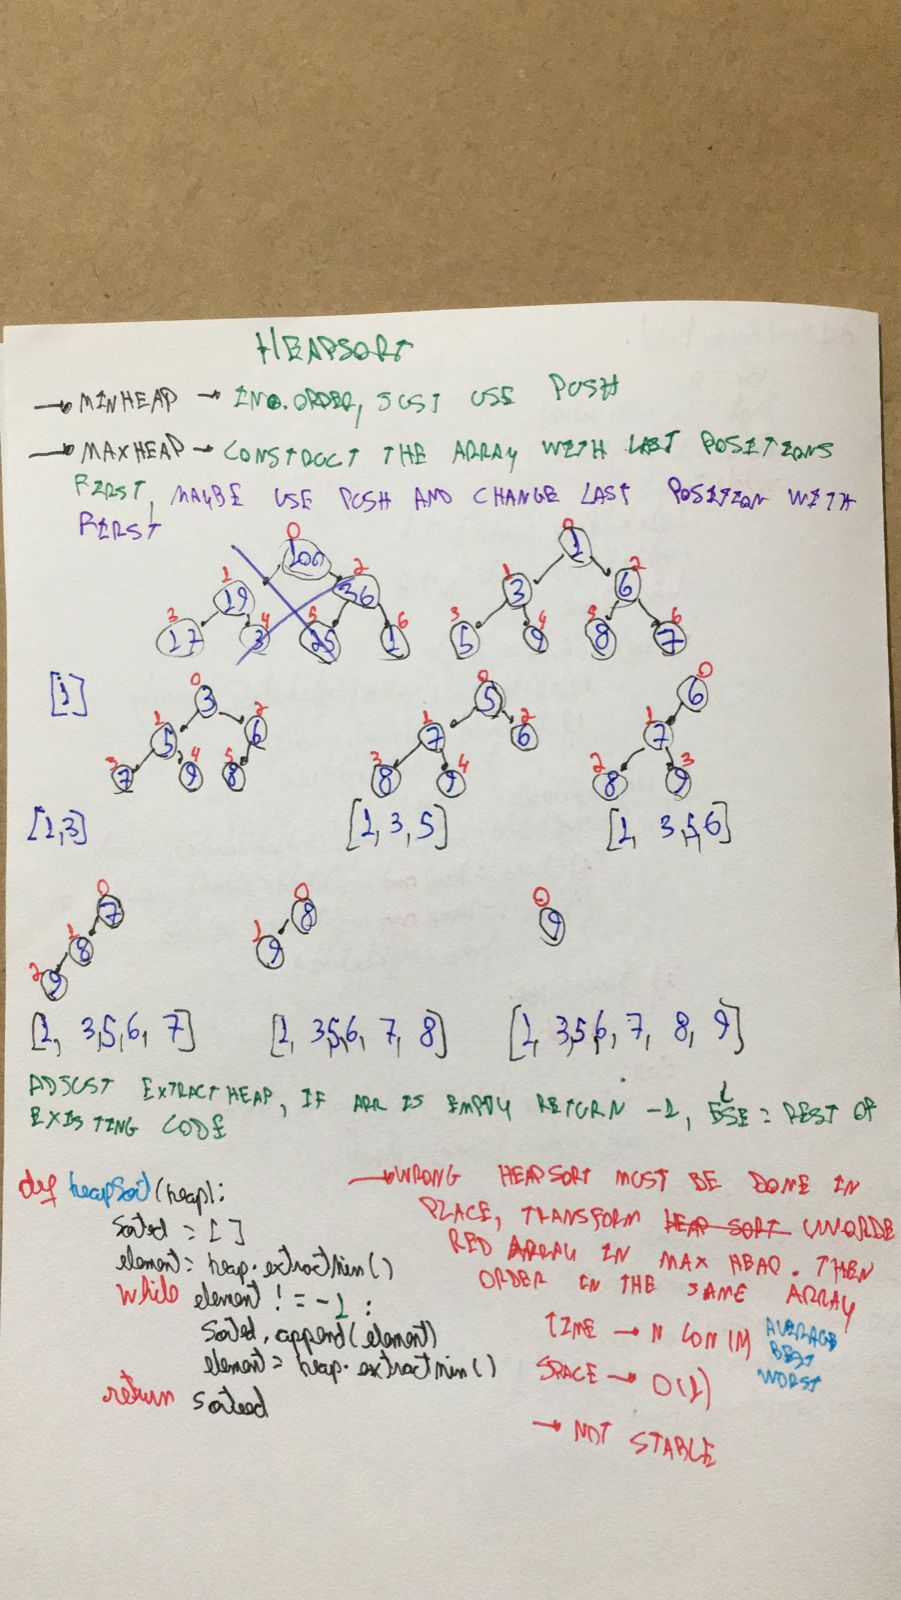 HEAPSORT
→ MINHEAP → INC.ORDER, JUST USE PUSH
→ MAXHEAP → CONSTRUCT THE ARRAY WITH LAST POSITIONS
FIRST, MAYBE USE PUSH AND CHANGE LAST POSITION WITH
FIRST
0 0
100 1
1 2 1 2
19 36 3 6
3 4 5 6 3 4 5 6
17 3 25 1 5 9 8 7
[1]
0 0 0
3 5 6
1 2 1 2 1
5 6 7 6 7
3 4 5 3 4 2 3
7 9 8 8 9 8 9
[1,3] [1,3,5] [1, 3,5,6]
0 0 0
7 8 9
1 1
8 9
2
9
[1, 3,5,6, 7] [1, 3,5,6, 7, 8] [1, 3,5,6, 7, 8, 9]
ADJUST EXTRACT HEAP, IF ARR IS EMPTY RETURN -1, ELSE = REST OF
EXISTING CODE
def heapSort(heap):
sorted = []
element = heap.extractMin()
while element != -1 :
sorted.append(element)
element = heap.extractMin()
return sorteed
→ WRONG HEAPSORT MUST BE DONE IN
PLACE, TRANSFORM HEAP SORT UNORDE
RED ARRAY IN MAX HEAP. THEN
ORDER IN THE SAME ARRAY
TIME → N LON(M) AVERAGE
BEST
WORST
SPACE → O(1)
→ NOT STABLE